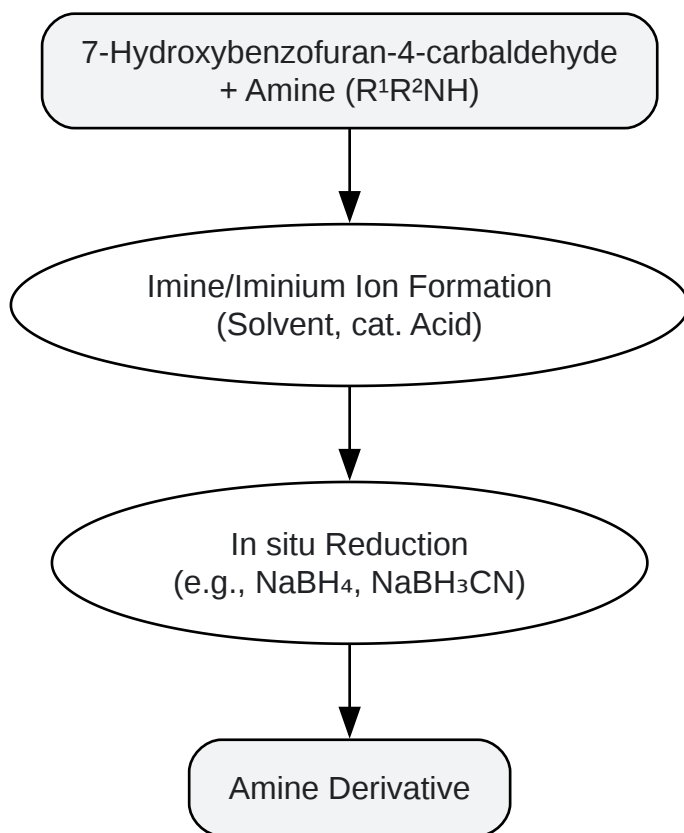 7-Hydroxybenzofuran-4-carbaldehyde
+ Amine (R¹R²NH)
Imine/Iminium Ion Formation
(Solvent, cat. Acid)
In situ Reduction
(e.g., NaBH₄, NaBH₃CN)
Amine Derivative